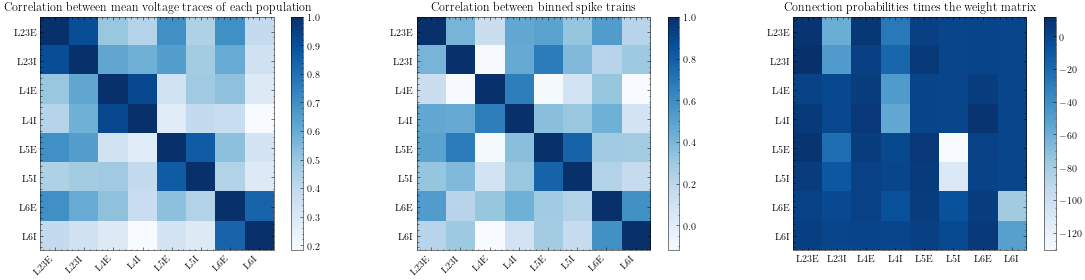 Correlation between mean voltage traces of each population
L23E
L23I
L4E
L4I
L5E
L5I
L6E
L6I
L23E L23I L4E L4I L5E L5I L6E L6I
1.0
0.9
0.8
0.7
0.6
0.5
0.4
0.3
0.2
Correlation between binned spike trains
L23E
L23I
L4E
L4I
L5E
L5I
L6E
L6I
L23E L23I L4E L4I L5E L5I L6E L6I
1.0
0.8
0.6
0.4
0.2
0.0
Connection probabilities times the weight matrix
L23E
L23I
L4E
L4I
L5E
L5I
L6E
L6I
L23E L23I L4E L4I L5E L5I L6E L6I
0
−20
−40
−60
−80
−100
−120